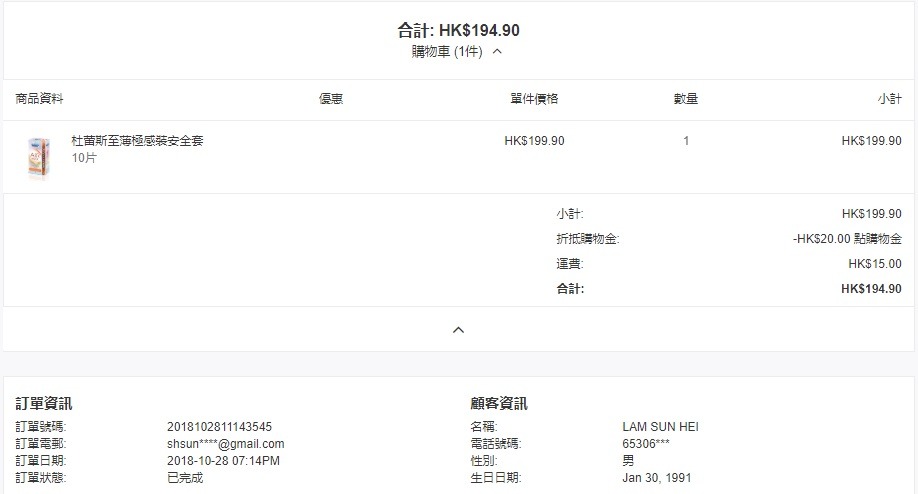 合計: HK$194.90
購物車 (1件)
商品資料 優惠 單件價格 數量 小計
杜蕾斯至薄極感裝安全套 HK$199.90 1 HK$199.90
10片
小計: HK$199.90
折抵購物金: -HK$20.00 點購物金
運費: HK$15.00
合計: HK$194.90
訂單資訊
訂單號碼: 2018102811143545
訂單電郵: shsun****@gmail.com
訂單日期: 2018-10-28 07:14PM
訂單狀態: 已完成
顧客資訊
名稱: LAM SUN HEI
電話號碼: 65306***
性別: 男
生日日期: Jan 30, 1991